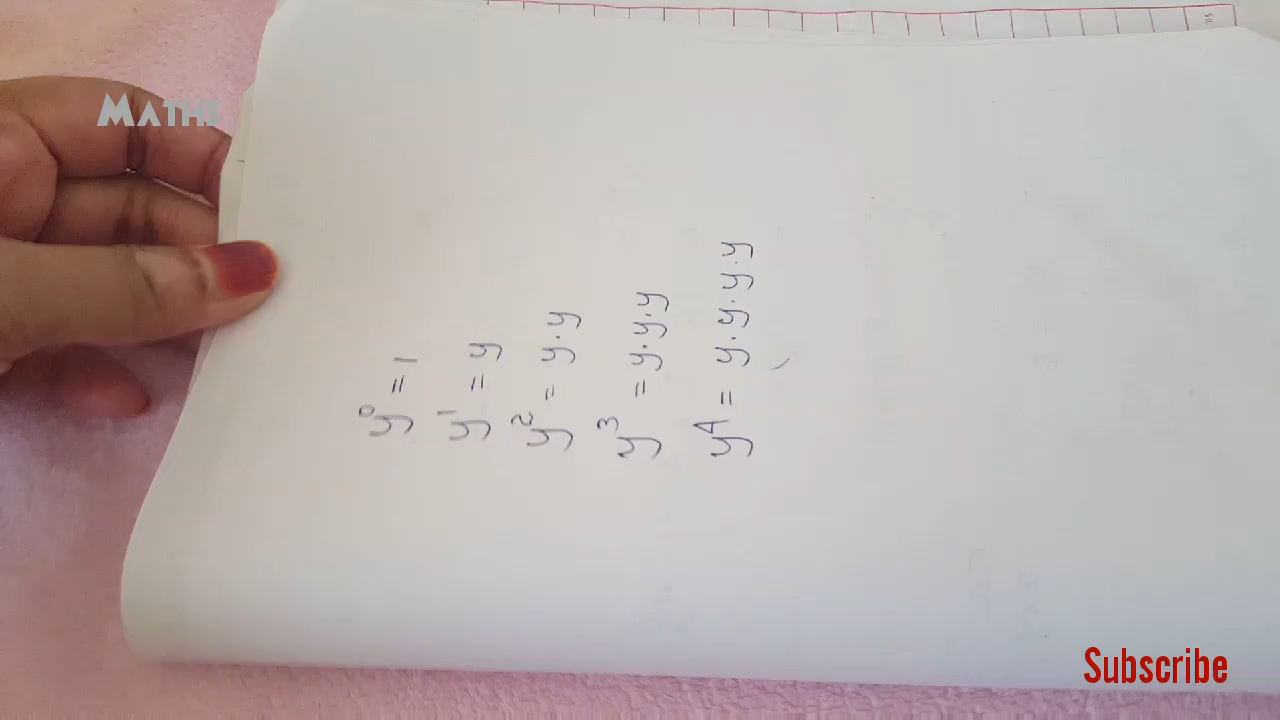 MATHS
y⁰ = 1
y¹ = y
y² = y.y
y³ = y.y.y
y⁴ = y.y.y.y
Subscribe